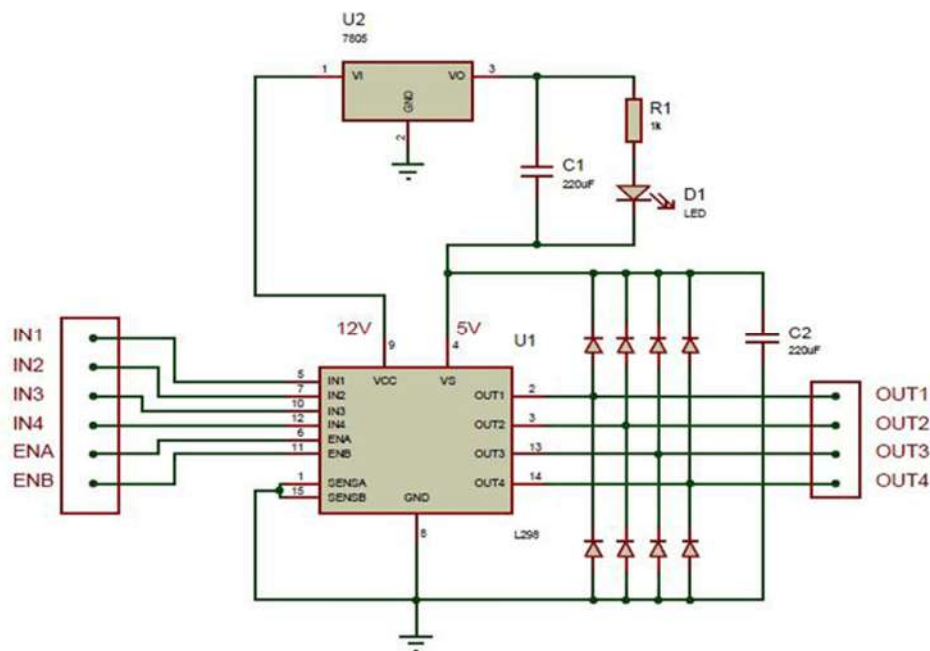 U2
7805
1
VI
VO
3
GND
2
R1
1k
C1
220uF
D1
LED
12V
5V
U1
9
4
C2
220uF
IN1
IN2
IN3
IN4
ENA
ENB
5
7
10
12
6
11
1
15
VCC
VS
IN1
IN2
IN3
IN4
ENA
ENB
SENSA
SENSB
GND
OUT1
OUT2
OUT3
OUT4
2
3
13
14
8
L298
OUT1
OUT2
OUT3
OUT4